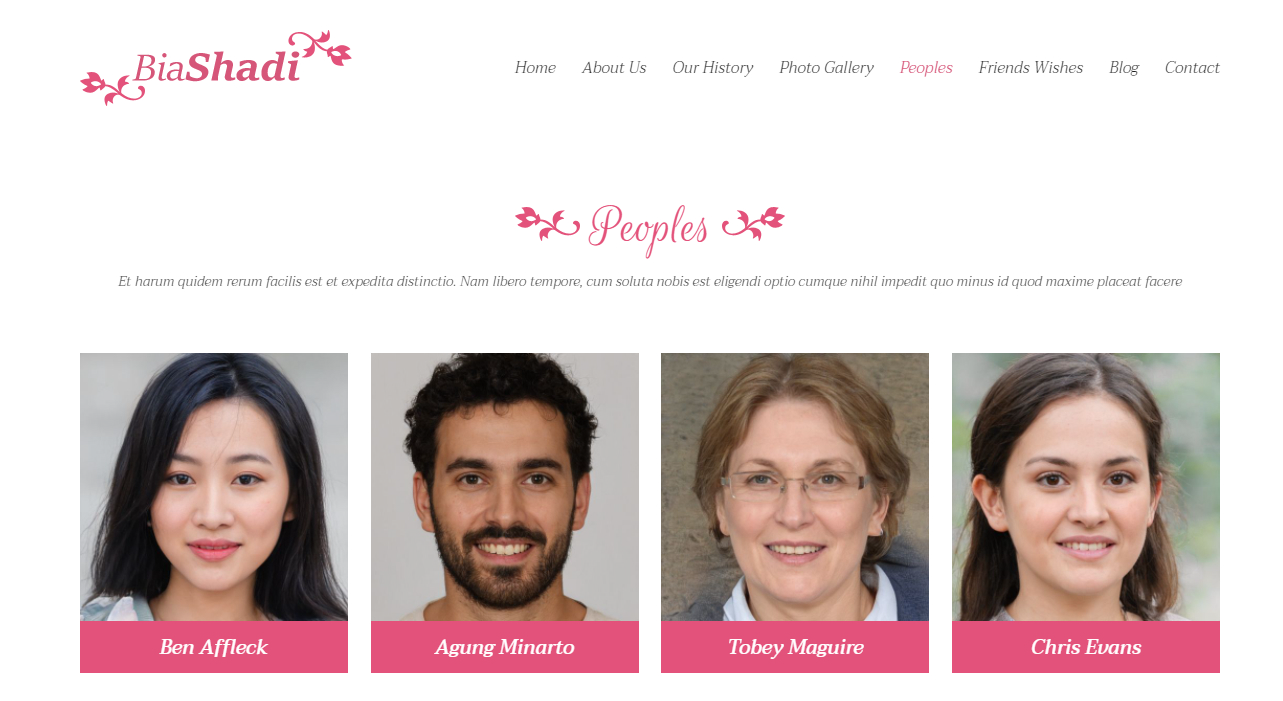 BiaShadi
Home About Us Our History Photo Gallery Peoples Friends Wishes Blog Contact
Peoples
Et harum quidem rerum facilis est et expedita distinctio. Nam libero tempore, cum soluta nobis est eligendi optio cumque nihil impedit quo minus id quod maxime placeat facere
Ben Affleck
Agung Minarto
Tobey Maguire
Chris Evans